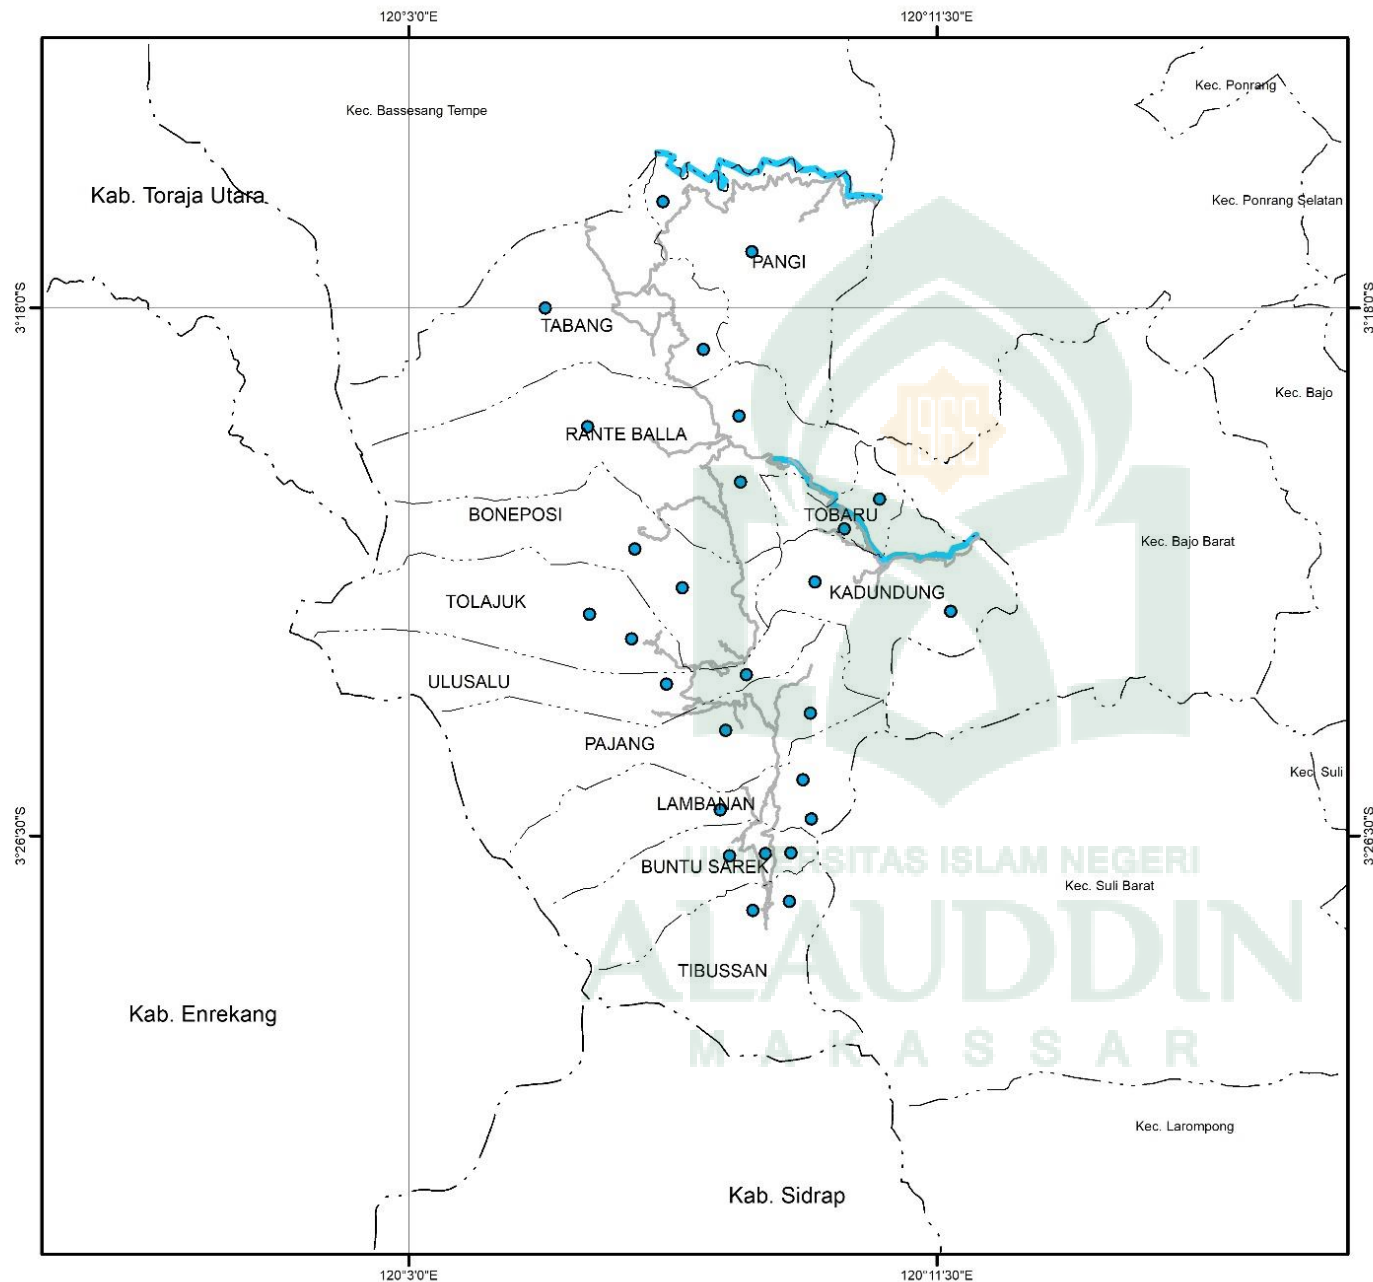 120°3'0"E
120°11'30"E
Kec. Ponrang
Kec. Bassesang Tempe
Kab. Toraja Utara
Kec. Ponrang Selatan
PANGI
3°18'0"S
3°18'0"S
TABANG
Kec. Bajo
1965
RANTE BALLA
BONEPOSI
TOBARU
Kec. Bajo Barat
KADUNDUNG
TOLAJUK
ULUSALU
PAJANG
Kec. Suli
LAMBANAN
3°26'30"S
3°26'30"S
UNIVERSITAS ISLAM NEGERI
BUNTU SAREK
Kec. Suli Barat
ALAUDDIN
TIBUSSAN
Kab. Enrekang
MAKASSAR
Kec. Larompong
Kab. Sidrap
120°3'0"E
120°11'30"E